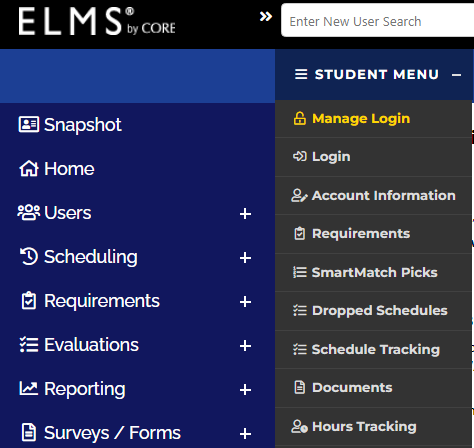 ELMS® by CORE
Enter New User Search
STUDENT MENU
Snapshot
Home
Users
Scheduling
Requirements
Evaluations
Reporting
Surveys / Forms
Manage Login
Login
Account Information
Requirements
SmartMatch Picks
Dropped Schedules
Schedule Tracking
Documents
Hours Tracking